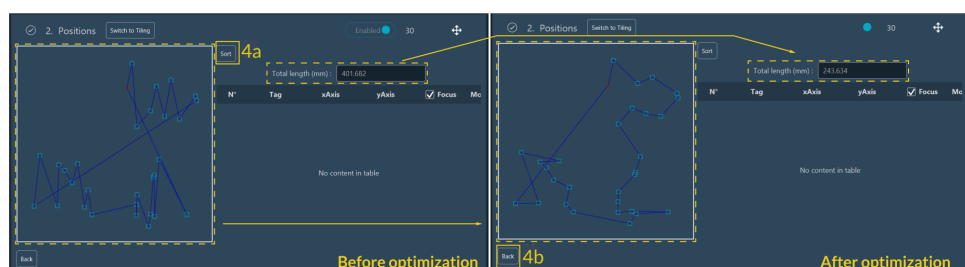 2. Positions Switch to Tiling Enabled 30
Sort 4a
Total length (mm) : 401.682
N° Tag xAxis yAxis Focus Mo
No content in table
Back
Before optimization
2. Positions Switch to Tiling 30
Sort
Total length (mm) : 243.634
N° Tag xAxis yAxis Focus Mo
No content in table
Back 4b
After optimization